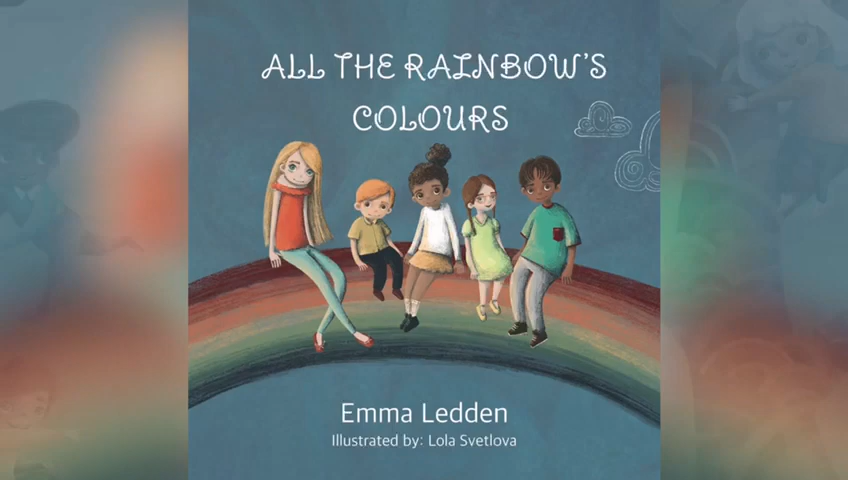 ALL THE RAINBOW'S
COLOURS
Emma Ledden
Illustrated by: Lola Svetlova